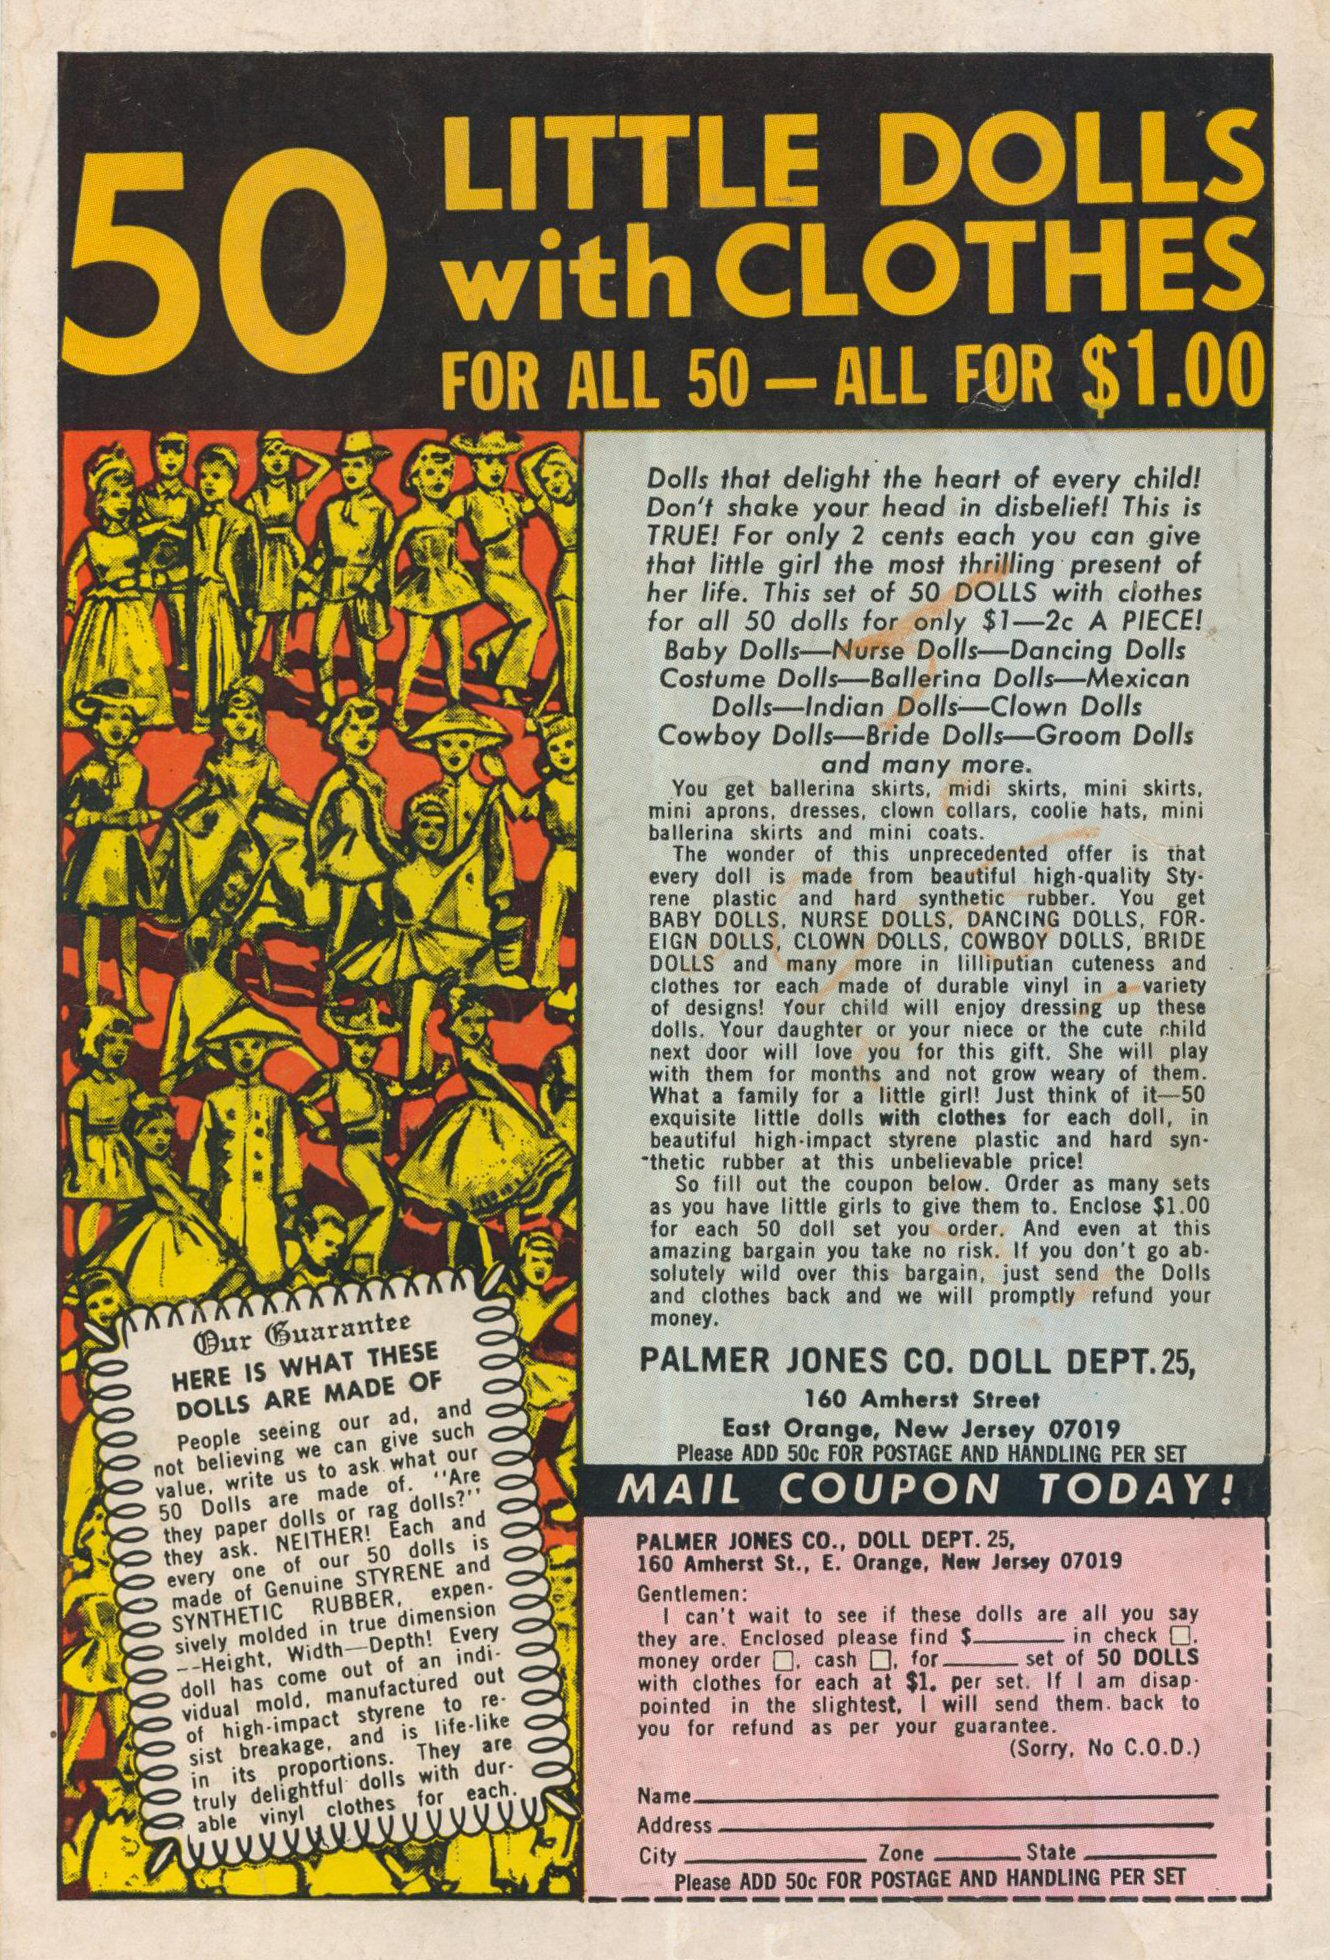 50
LITTLE DOLLS
with CLOTHES
FOR ALL 50 — ALL FOR $1.00
Dolls that delight the heart of every child!
Don't shake your head in disbelief! This is
TRUE! For only 2 cents each you can give
that little girl the most thrilling present of
her life. This set of 50 DOLLS with clothes
for all 50 dolls for only $1—2c A PIECE!
Baby Dolls—Nurse Dolls—Dancing Dolls
Costume Dolls—Ballerina Dolls—Mexican
Dolls—Indian Dolls—Clown Dolls
Cowboy Dolls—Bride Dolls—Groom Dolls
and many more.
You get ballerina skirts, midi skirts, mini skirts,
mini aprons, dresses, clown collars, coolie hats, mini
ballerina skirts and mini coats.
The wonder of this unprecedented offer is that
every doll is made from beautiful high-quality Sty-
rene plastic and hard synthetic rubber. You get
BABY DOLLS, NURSE DOLLS, DANCING DOLLS, FOR-
EIGN DOLLS, CLOWN DOLLS, COWBOY DOLLS, BRIDE
DOLLS and many more in lilliputian cuteness and
clothes for each made of durable vinyl in a variety
of designs! Your child will enjoy dressing up these
dolls. Your daughter or your niece or the cute child
next door will love you for this gift. She will play
with them for months and not grow weary of them.
What a family for a little girl! Just think of it—50
exquisite little dolls with clothes for each doll, in
beautiful high-impact styrene plastic and hard syn-
thetic rubber at this unbelievable price!
So fill out the coupon below. Order as many sets
as you have little girls to give them to. Enclose $1.00
for each 50 doll set you order. And even at this
amazing bargain you take no risk. If you don't go ab-
solutely wild over this bargain, just send the Dolls
and clothes back and we will promptly refund your
money.
PALMER JONES CO. DOLL DEPT. 25,
160 Amherst Street
East Orange, New Jersey 07019
Please ADD 50c FOR POSTAGE AND HANDLING PER SET
Our Guarantee
HERE IS WHAT THESE
DOLLS ARE MADE OF
People seeing our ad, and
not believing we can give such
value, write us to ask what our
50 Dolls are made of. "Are
they paper dolls or rag dolls?"
they ask. NEITHER! Each and
every one of our 50 dolls is
made of Genuine STYRENE and
SYNTHETIC RUBBER, expen-
sively molded in true dimension
--Height, Width—Depth! Every
doll has come out of an indi-
vidual mold, manufactured out
of high-impact styrene to re-
sist breakage, and is life-like
in its proportions. They are
truly delightful dolls with dur-
able vinyl clothes for each.
MAIL COUPON TODAY!
PALMER JONES CO., DOLL DEPT. 25,
160 Amherst St., E. Orange, New Jersey 07019
Gentlemen:
I can't wait to see if these dolls are all you say
they are. Enclosed please find $______ in check □.
money order □, cash □, for______ set of 50 DOLLS
with clothes for each at $1. per set. If I am disap-
pointed in the slightest, I will send them. back to
you for refund as per your guarantee.
(Sorry, No C.O.D.)
Name______
Address______
City______ Zone______ State______
Please ADD 50c FOR POSTAGE AND HANDLING PER SET